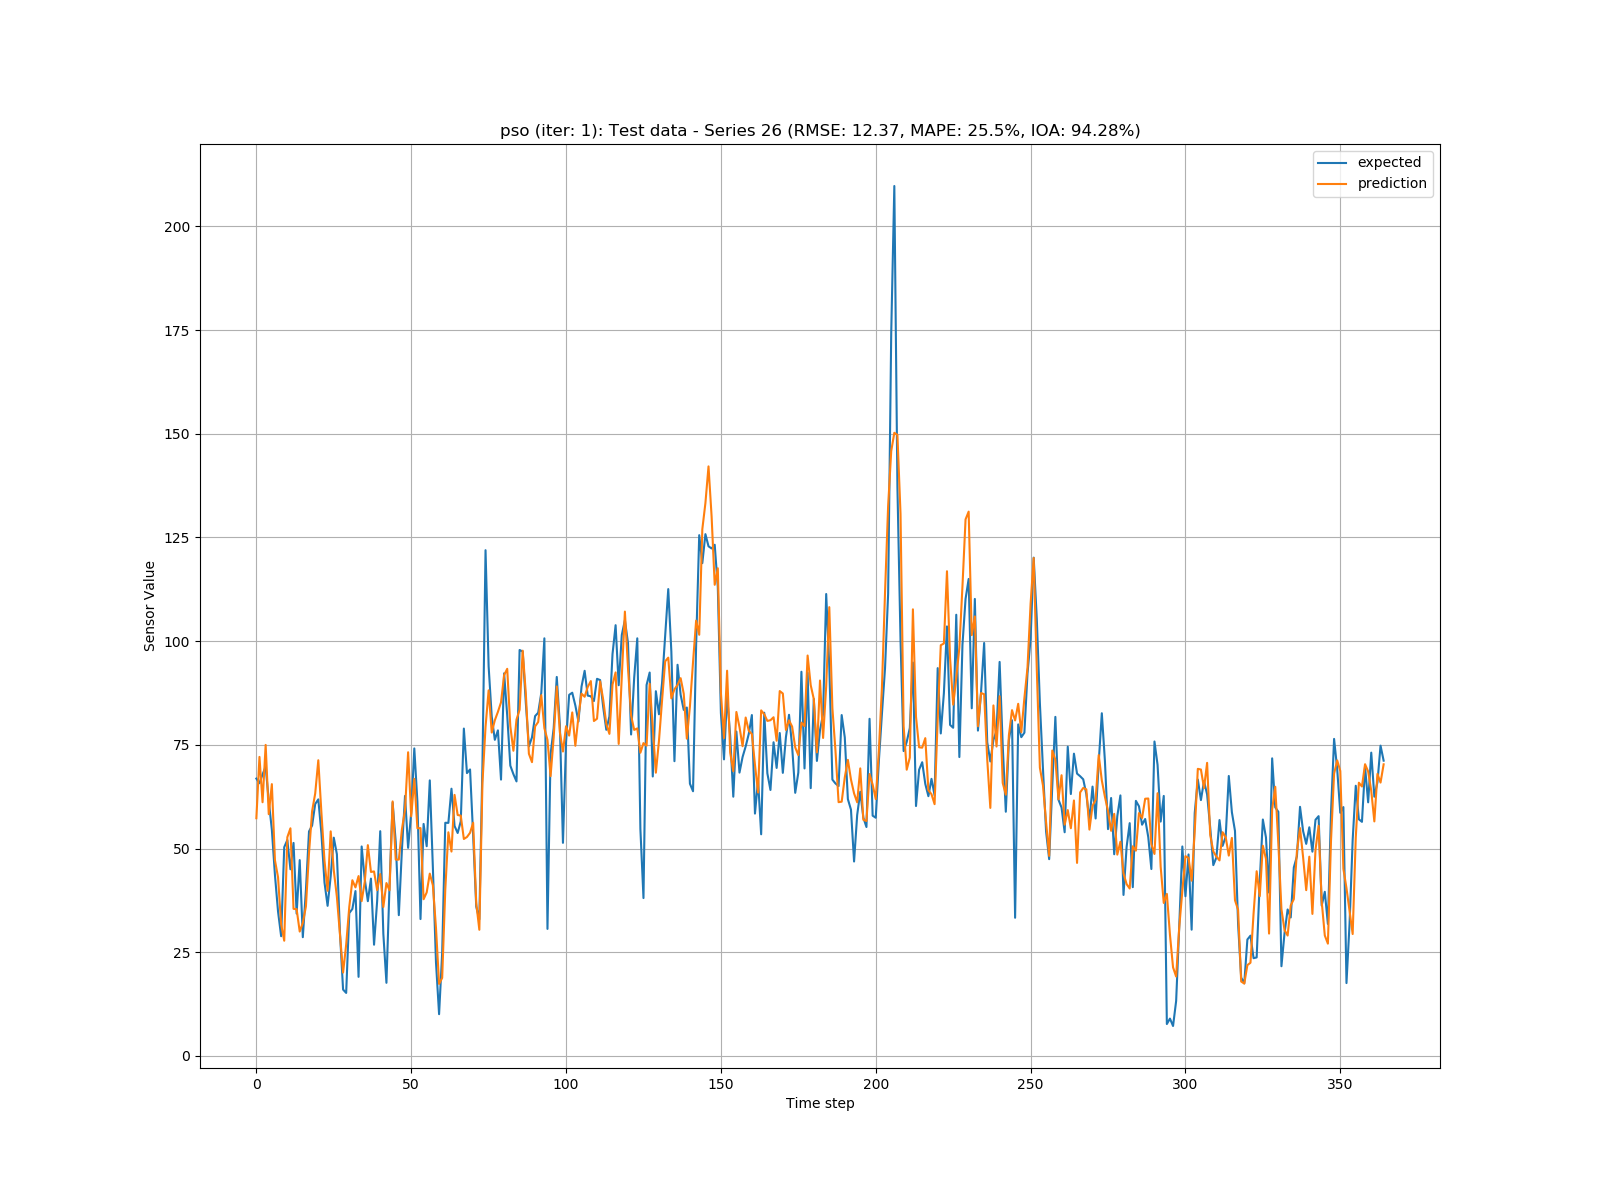 pso (iter: 1): Test data - Series 26 (RMSE: 12.37, MAPE: 25.5%, IOA: 94.28%)
expected
prediction
200
175
150
125
100
75
50
25
0
Sensor Value
0 50 100 150 200 250 300 350
Time step